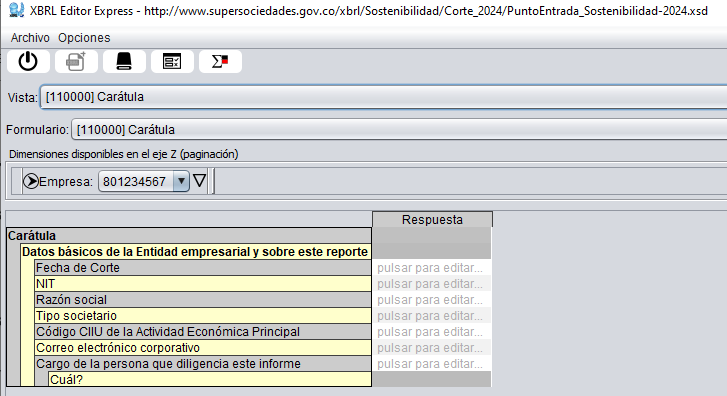 XBRL Editor Express - http://www.supersociedades.gov.co/xbrl/Sostenibilidad/Corte_2024/PuntoEntrada_Sostenibilidad-2024.xsd
Archivo Opciones
Vista: [110000] Carátula
Formulario: [110000] Carátula
Dimensiones disponibles en el eje Z (paginación)
Empresa: 801234567
Respuesta
Carátula
Datos básicos de la Entidad empresarial y sobre este reporte
Fecha de Corte pulsar para editar...
NIT pulsar para editar...
Razón social pulsar para editar...
Tipo societario pulsar para editar...
Código CIIU de la Actividad Económica Principal pulsar para editar...
Correo electrónico corporativo pulsar para editar...
Cargo de la persona que diligencia este informe pulsar para editar...
Cuál?